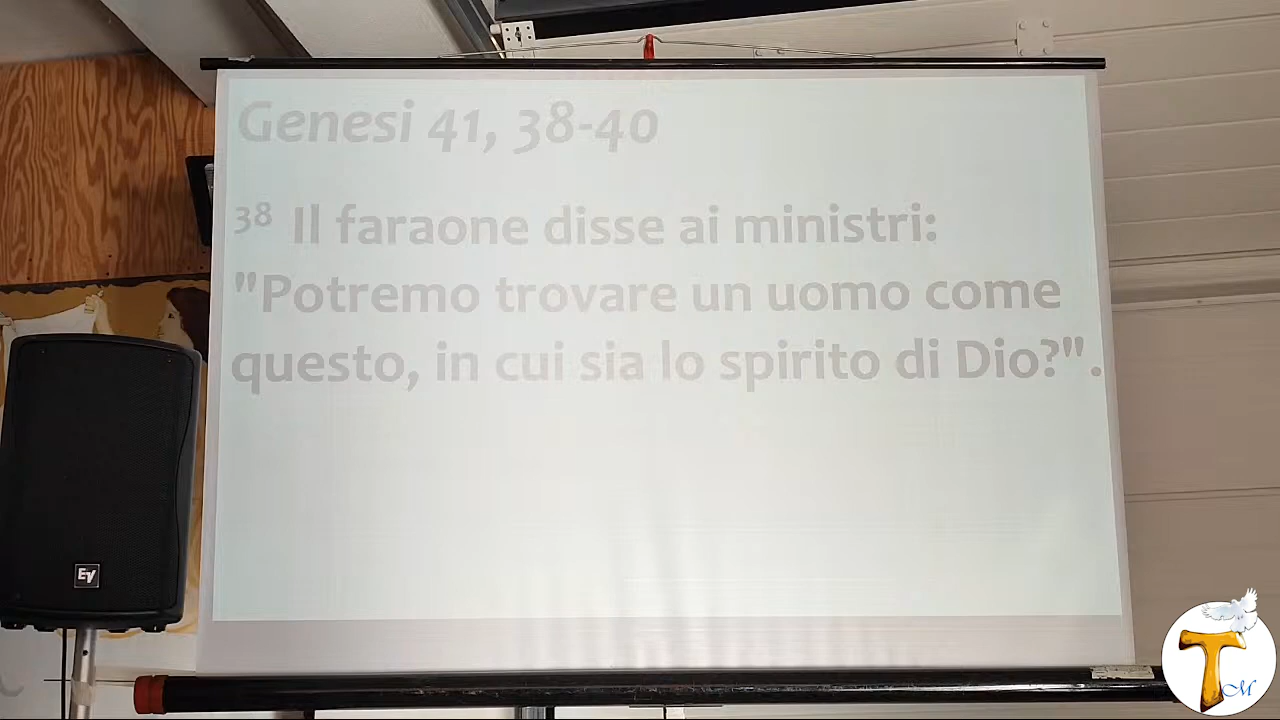 Genesi 41, 38-40
38 Il faraone disse ai ministri:
"Potremo trovare un uomo come
questo, in cui sia lo spirito di Dio?".
EV
T
M